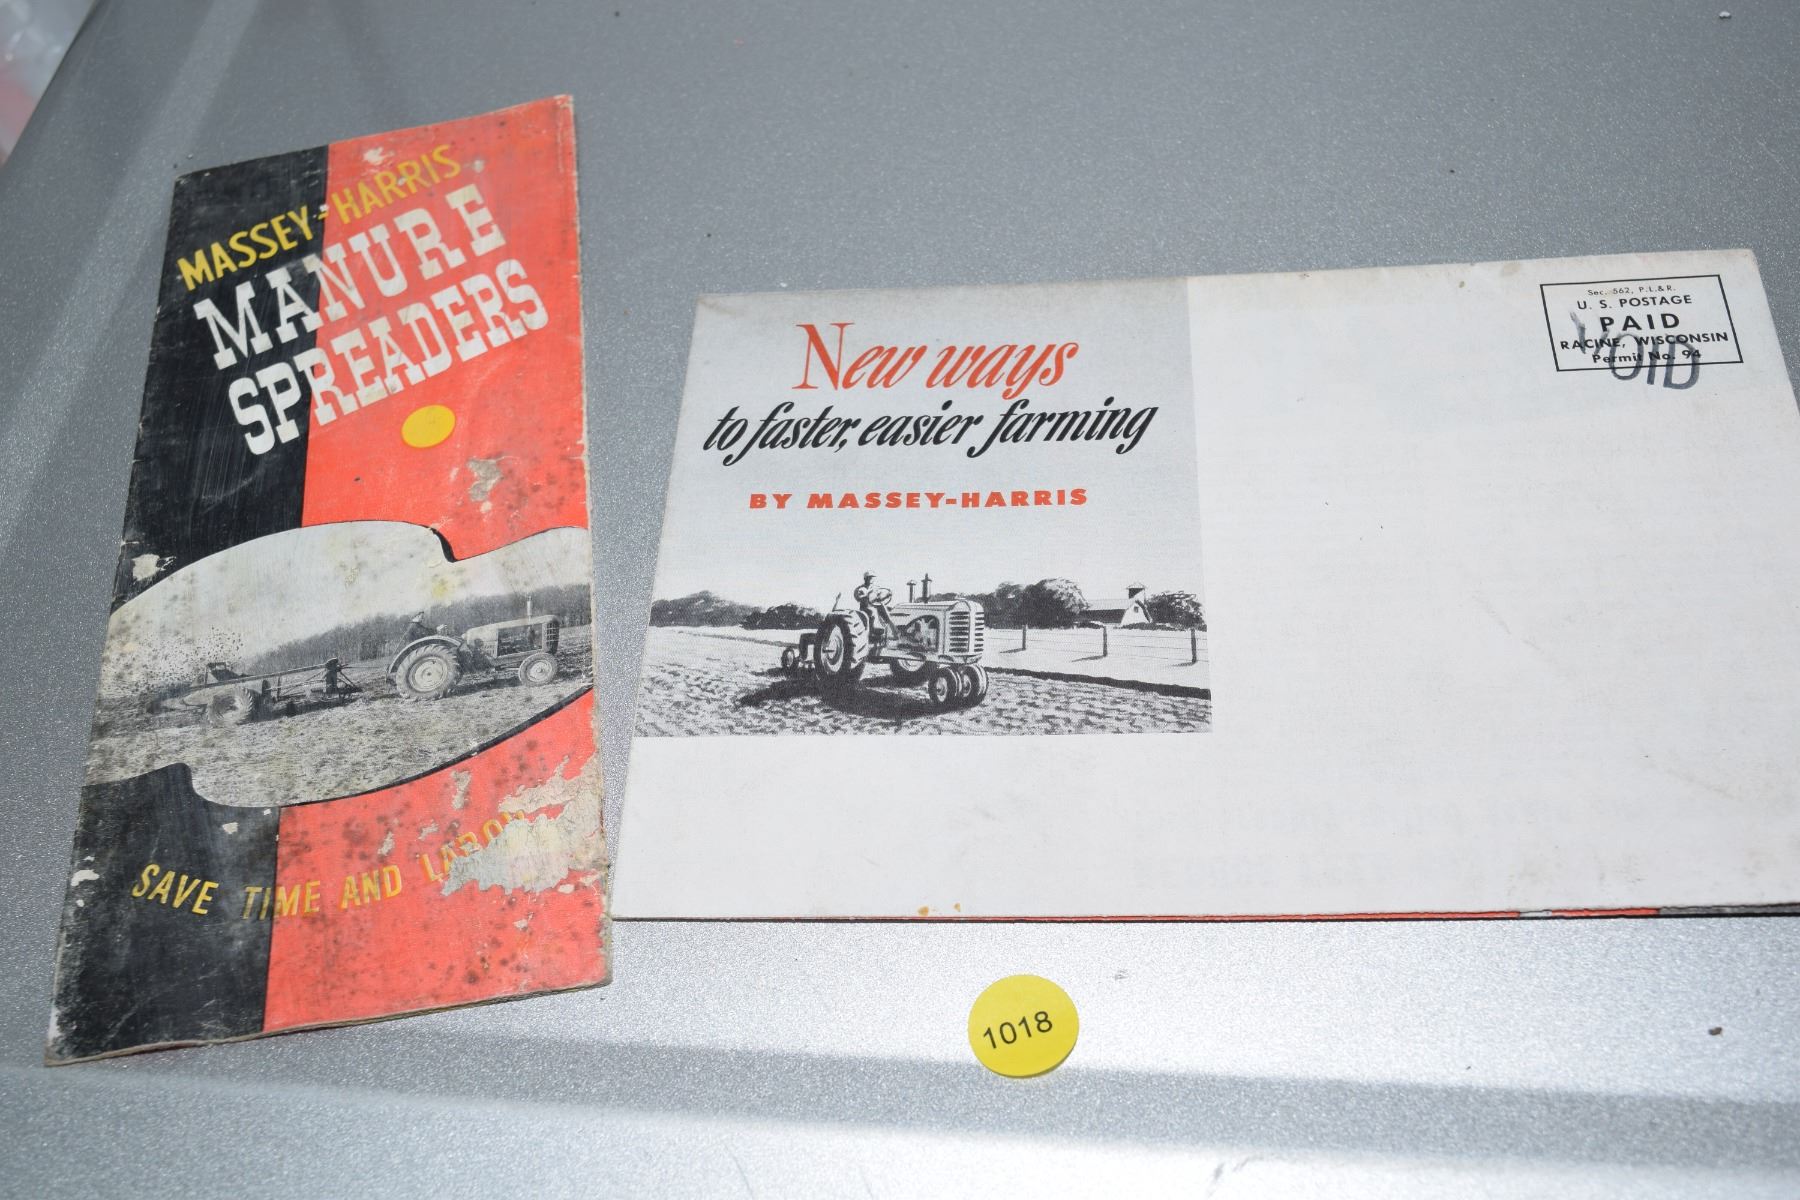 MASSEY-HARRIS
MANURE
SPREADERS
SAVE TIME AND LABOR
New ways
to faster, easier farming
BY MASSEY-HARRIS
Sec. 562, P.L.&R.
U. S. POSTAGE
PAID
RACINE, WISCONSIN
Permit No. 94
VOID
1018